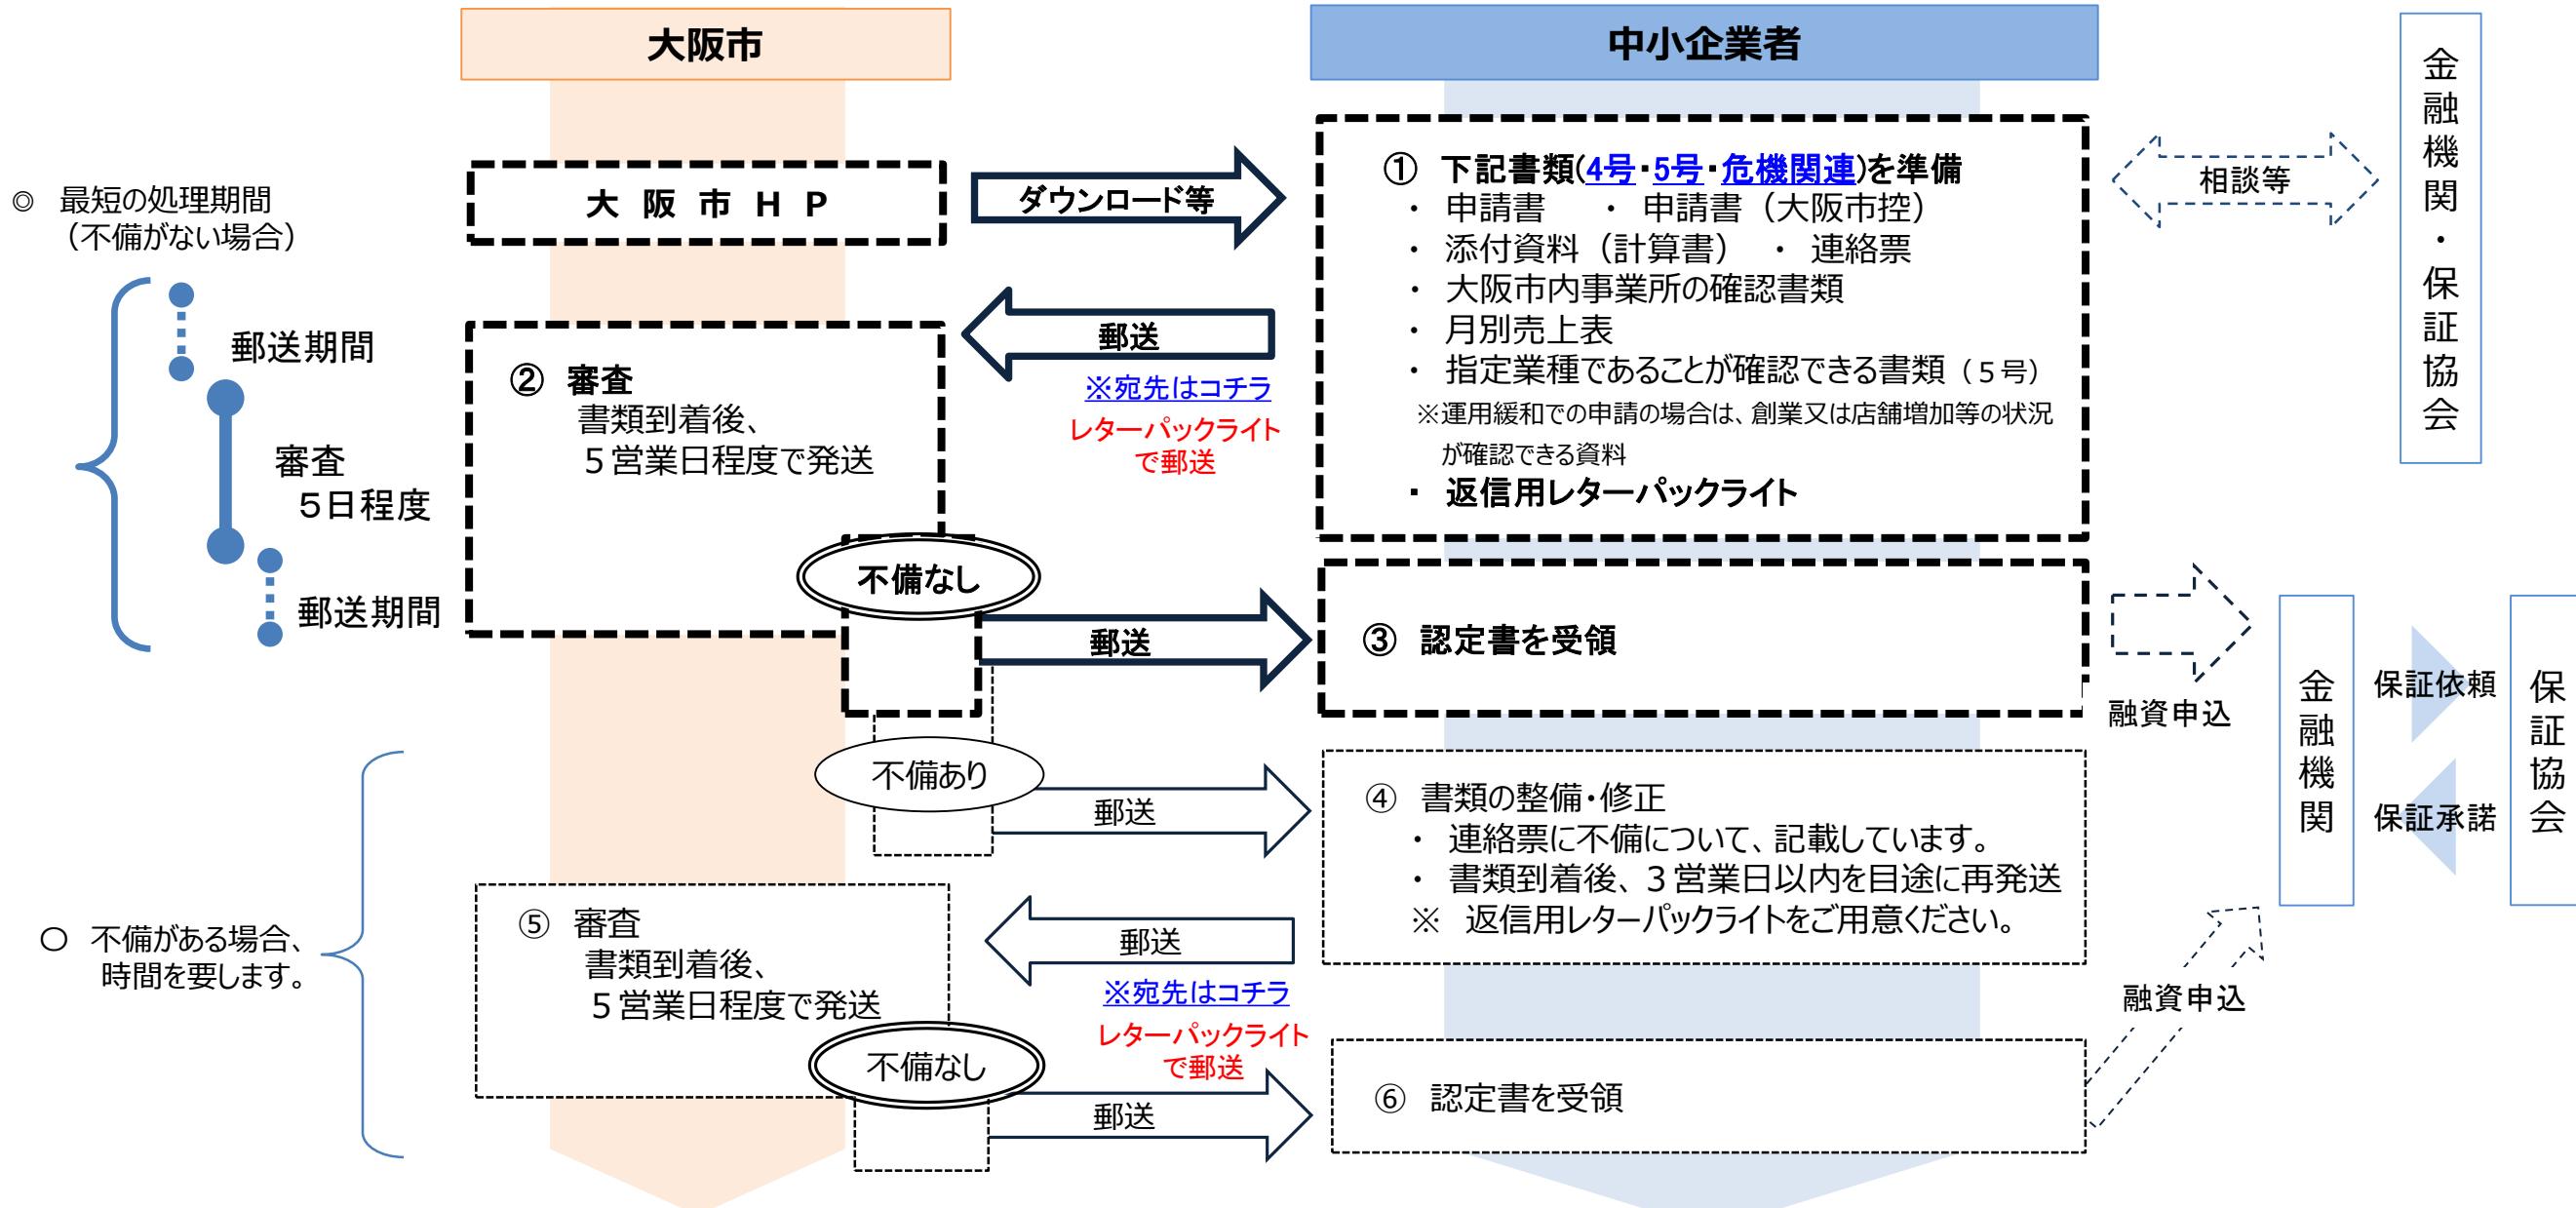 大阪市
中小企業者
金融機関・保証協会
◎ 最短の処理期間
（不備がない場合）
大 阪 市 H P
ダウンロード等
① 下記書類(4号・5号・危機関連)を準備
・ 申請書 ・ 申請書（大阪市控）
・ 添付資料（計算書） ・ 連絡票
・ 大阪市内事業所の確認書類
・ 月別売上表
・ 指定業種であることが確認できる書類（５号）
※運用緩和での申請の場合は、創業又は店舗増加等の状況
が確認できる資料
・ 返信用レターパックライト
相談等
郵送
※宛先はコチラ
レターパックライト
で郵送
郵送期間
審査
５日程度
郵送期間
② 審査
書類到着後、
５営業日程度で発送
不備なし
郵送
③ 認定書を受領
融資申込
金融機関
保証依頼
保証承諾
保証協会
不備あり
郵送
④ 書類の整備・修正
・ 連絡票に不備について、記載しています。
・ 書類到着後、３営業日以内を目途に再発送
※ 返信用レターパックライトをご用意ください。
〇 不備がある場合、
時間を要します。
⑤ 審査
書類到着後、
５営業日程度で発送
郵送
※宛先はコチラ
レターパックライト
で郵送
融資申込
不備なし
郵送
⑥ 認定書を受領